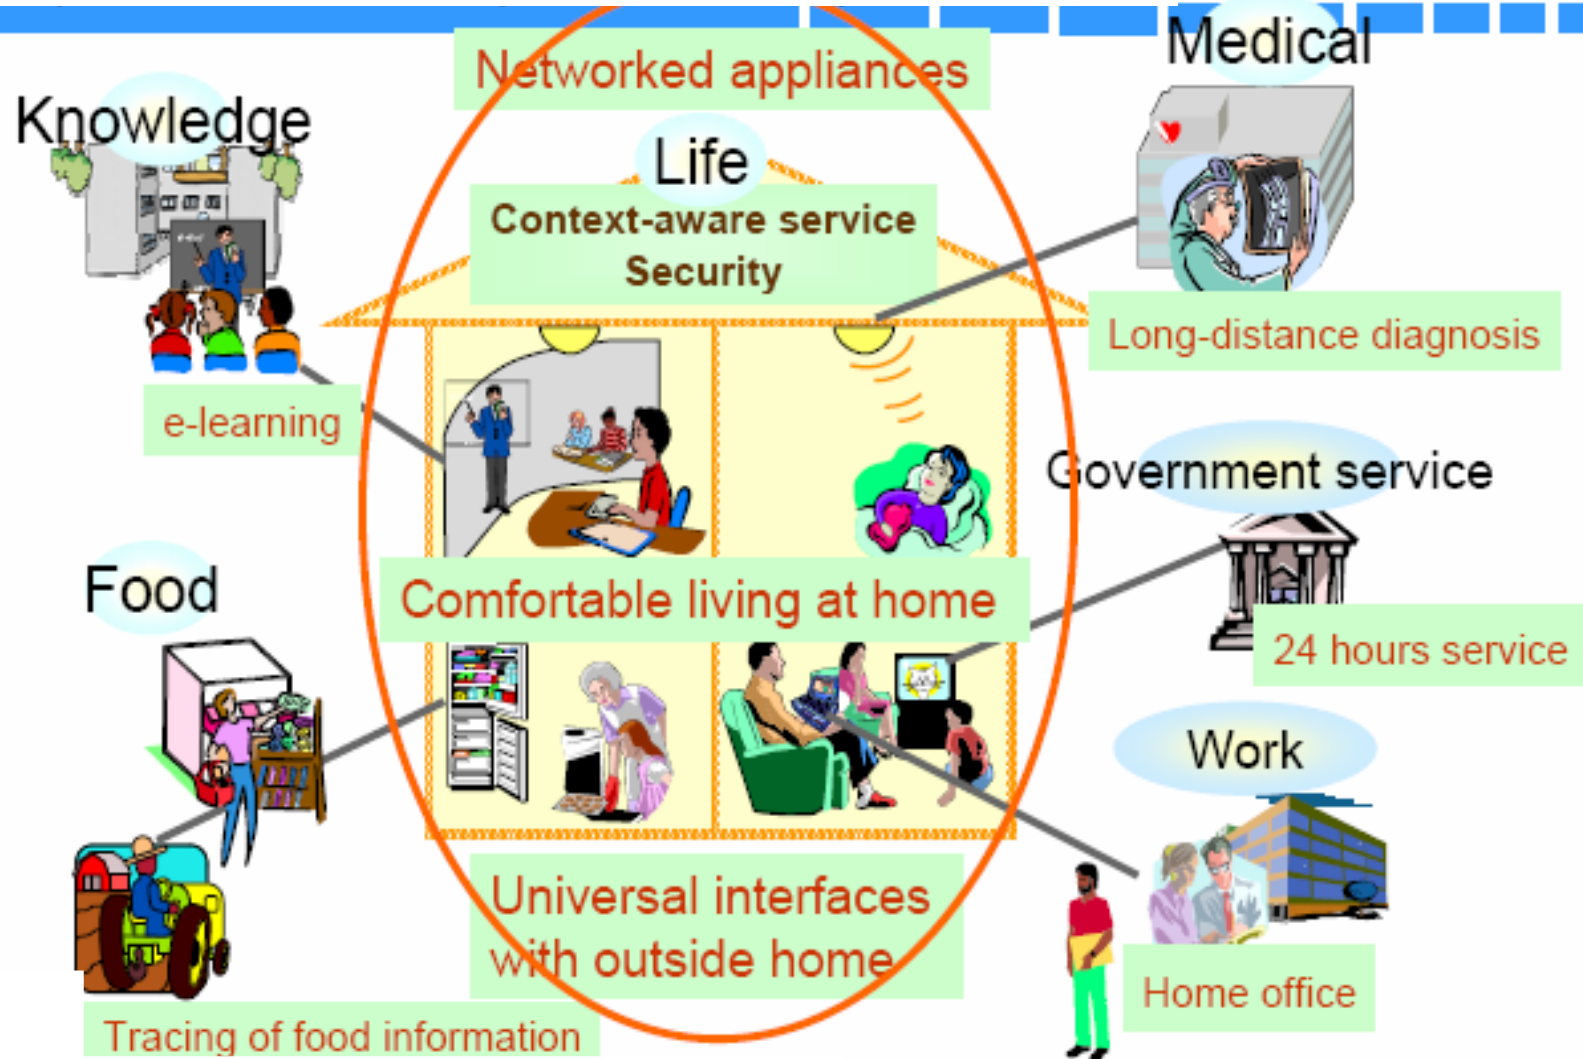 Networked appliances
Medical
Knowledge
Life
Context-aware service
Security
Long-distance diagnosis
e-learning
Government service
Food
Comfortable living at home
24 hours service
Work
Universal interfaces
with outside home
Home office
Tracing of food information